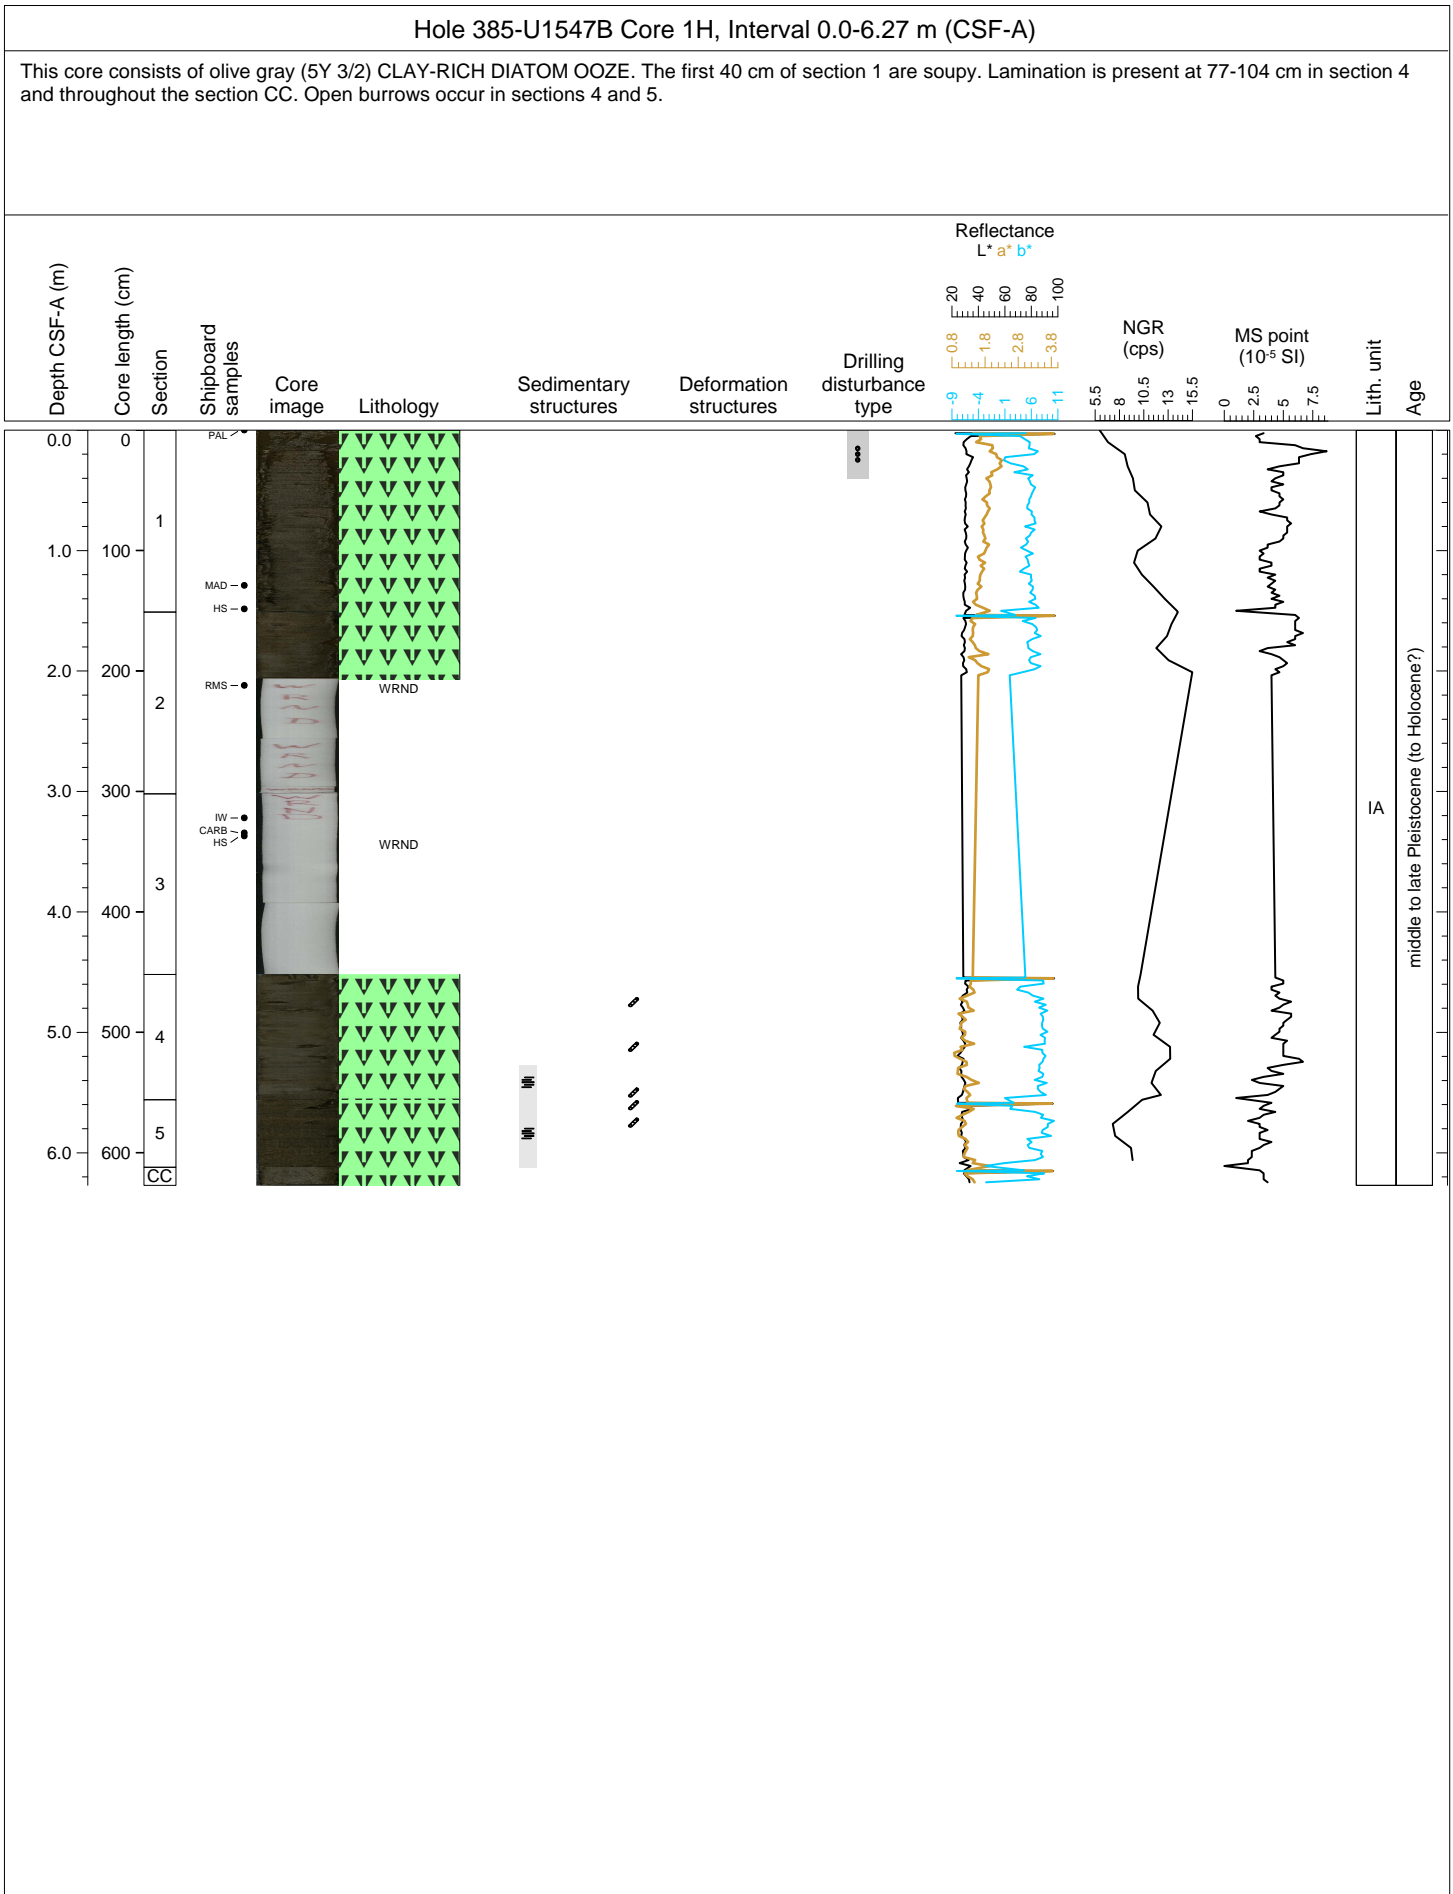 Hole 385-U1547B Core 1H, Interval 0.0-6.27 m (CSF-A)
This core consists of olive gray (5Y 3/2) CLAY-RICH DIATOM OOZE. The first 40 cm of section 1 are soupy. Lamination is present at 77-104 cm in section 4
and throughout the section CC. Open burrows occur in sections 4 and 5.
Depth CSF-A (m)
Core length (cm)
Section
Shipboard
samples
Core
image
Lithology
Sedimentary
structures
Deformation
structures
Drilling
disturbance
type
Reflectance
L* a* b*
20 40 60 80 100
0.8 1.8 2.8 3.8
-9 -4 1 6 11
NGR
(cps)
5.5 8 10.5 13 15.5
MS point
(10-5 SI)
0 2.5 5 7.5
Lith. unit
Age
0.0 0
PAL
1
1.0 100
MAD
HS
2.0 200
RMS
WRND
2
3.0 300
IW
CARB
HS
WRND
3
4.0 400
IA
middle to late Pleistocene (to Holocene?)
5.0 500
4
5
6.0 600
CC